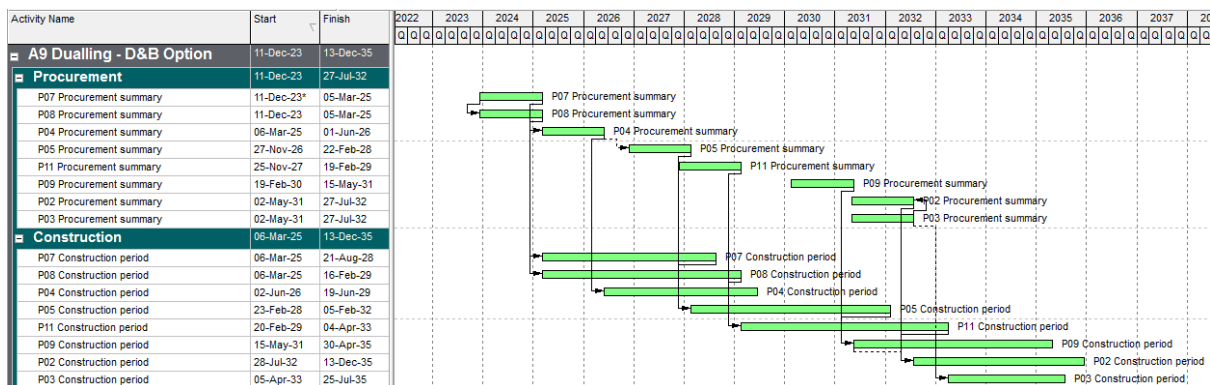 Activity Name Start Finish 2022 2023 2024 2025 2026 2027 2028 2029 2030 2031 2032 2033 2034 2035 2036 2037 20
Q Q Q Q Q Q Q Q Q Q Q Q Q Q Q Q Q Q Q Q Q Q Q Q Q Q Q Q Q Q Q Q Q Q Q Q Q Q Q Q Q Q Q Q Q Q Q Q Q Q Q Q Q Q Q Q Q Q Q Q Q Q Q
A9 Dualling - D&B Option 11-Dec-23 13-Dec-35
Procurement 11-Dec-23 27-Jul-32
P07 Procurement summary 11-Dec-23* 05-Mar-25 P07 Procurement summary
P08 Procurement summary 11-Dec-23 05-Mar-25 P08 Procurement summary
P04 Procurement summary 06-Mar-25 01-Jun-26 P04 Procurement summary
P05 Procurement summary 27-Nov-26 22-Feb-28 P05 Procurement summary
P11 Procurement summary 25-Nov-27 19-Feb-29 P11 Procurement summary
P09 Procurement summary 19-Feb-30 15-May-31 P09 Procurement summary
P02 Procurement summary 02-May-31 27-Jul-32 P02 Procurement summary
P03 Procurement summary 02-May-31 27-Jul-32 P03 Procurement summary
Construction 06-Mar-25 13-Dec-35
P07 Construction period 06-Mar-25 21-Aug-28 P07 Construction period
P08 Construction period 06-Mar-25 16-Feb-29 P08 Construction period
P04 Construction period 02-Jun-26 19-Jun-29 P04 Construction period
P05 Construction period 23-Feb-28 05-Feb-32 P05 Construction period
P11 Construction period 20-Feb-29 04-Apr-33 P11 Construction period
P09 Construction period 15-May-31 30-Apr-35 P09 Construction period
P02 Construction period 28-Jul-32 13-Dec-35 P02 Construction period
P03 Construction period 05-Apr-33 25-Jul-35 P03 Construction period